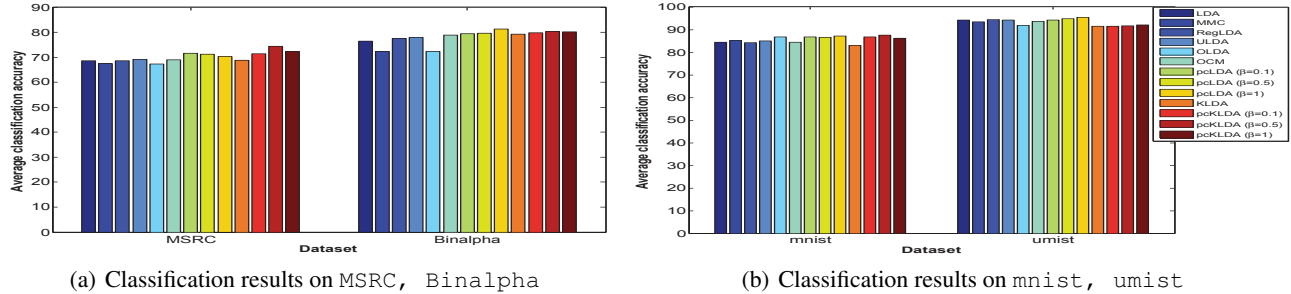 90
80
70
60
50
40
30
20
10
0
Average classification accuracy
MSRC
Binalpha
Dataset
100
90
80
70
60
50
40
30
20
10
0
Average classification accuracy
mnist
umist
Dataset
LDA
MMC
RegLDA
ULDA
OLDA
OCM
pcLDA (β=0.1)
pcLDA (β=0.5)
pcLDA (β=1)
KLDA
pcKLDA (β=0.1)
pcKLDA (β=0.5)
pcKLDA (β=1)
(a) Classification results on MSRC, Binalpha
(b) Classification results on mnist, umist